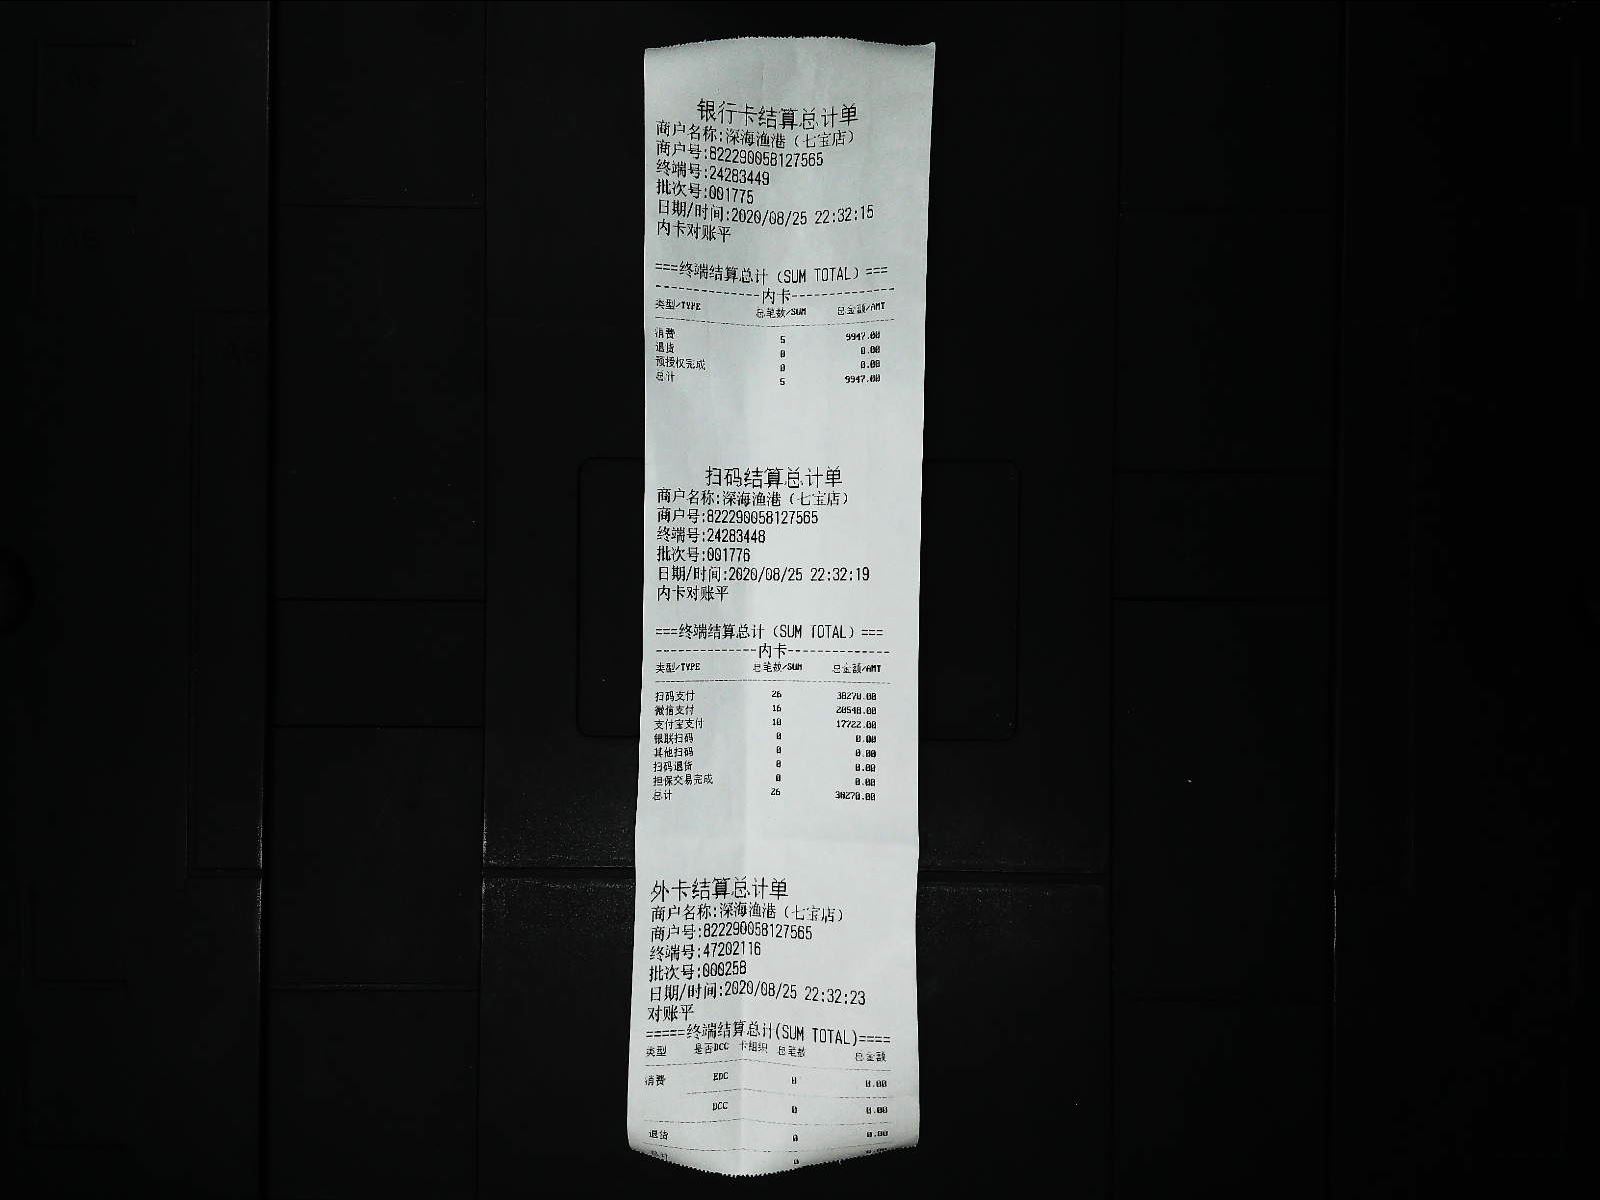 银行卡结算总计单
商户名称:深海渔港（七宝店）
商户号:822290058127565
终端号:24283449
批次号:001775
日期/时间:2020/08/25 22:32:15
内卡对账平
===终端结算总计（SUM TOTAL）===
--------------内卡--------------
类型/TYPE 总笔数/SUM 总金额/AMT
消费 5 9947.00
退货 0 0.00
预授权完成 0 0.00
总计 5 9947.00
扫码结算总计单
商户名称:深海渔港（七宝店）
商户号:822290058127565
终端号:24283448
批次号:001776
日期/时间:2020/08/25 22:32:19
内卡对账平
===终端结算总计（SUM TOTAL）===
--------------内卡--------------
类型/TYPE 总笔数/SUM 总金额/AMT
扫码支付 26 38270.00
微信支付 16 20548.00
支付宝支付 10 17722.00
银联扫码 0 0.00
其他扫码 0 0.00
扫码退货 0 0.00
担保交易完成 0 0.00
总计 26 38270.00
外卡结算总计单
商户名称:深海渔港（七宝店）
商户号:822290058127565
终端号:47202116
批次号:000258
日期/时间:2020/08/25 22:32:23
对账平
=====终端结算总计(SUM TOTAL)====
类型 是否DCC 卡组织 总笔数 总金额
消费 EDC 0 0.00
DCC 0 0.00
退货 0 0.00
0